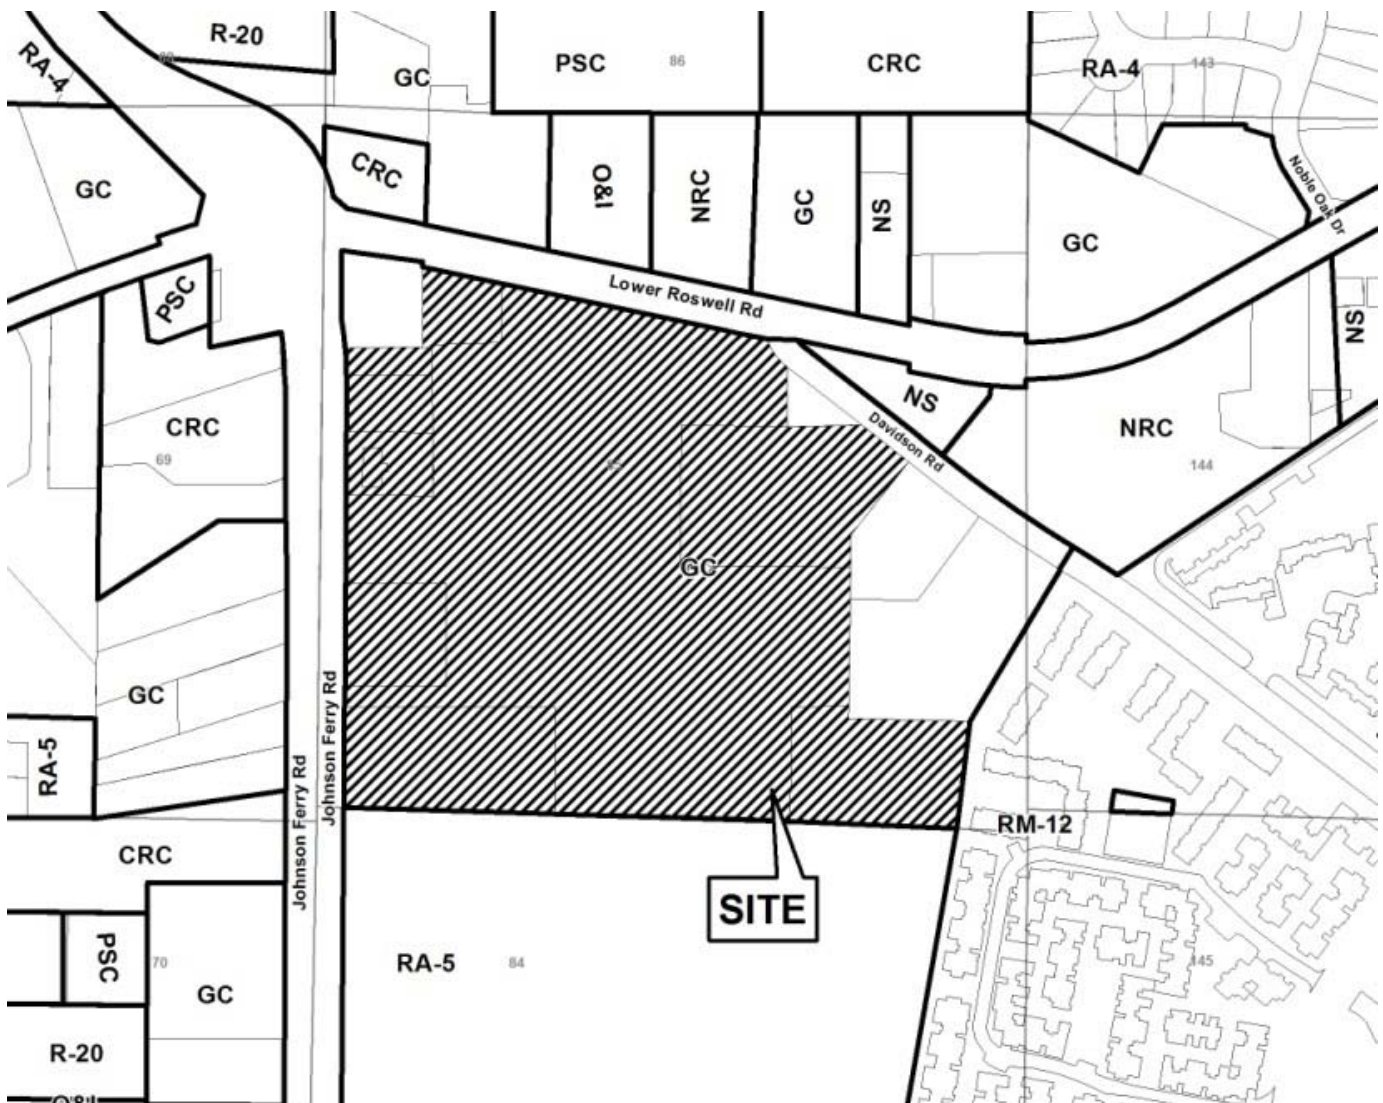 R-20
RA-4
GC
PSC
86
CRC
RA-4
143
CRC
GC
O&I
NRC
GC
NS
Noble Oak Dr
GC
PSC
Lower Roswell Rd
NS
NS
CRC
69
Davidson Rd
NRC
144
GC
GC
RA-5
Johnson Ferry Rd
Johnson Ferry Rd
RM-12
CRC
SITE
PSC
70
RA-5
84
145
GC
R-20
O&I